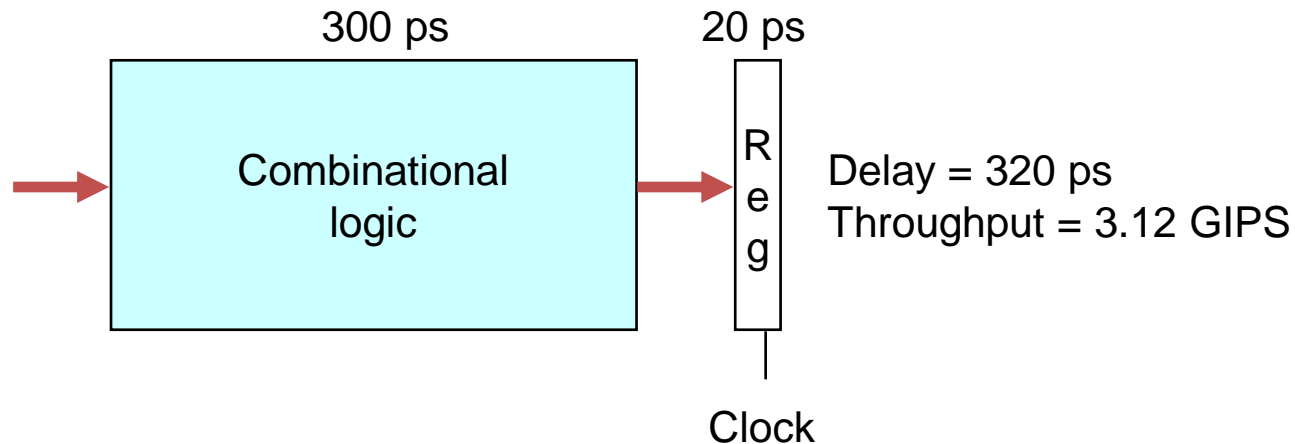 300 ps
20 ps
Combinational
logic
R
e
g
Delay = 320 ps
Throughput = 3.12 GIPS
Clock